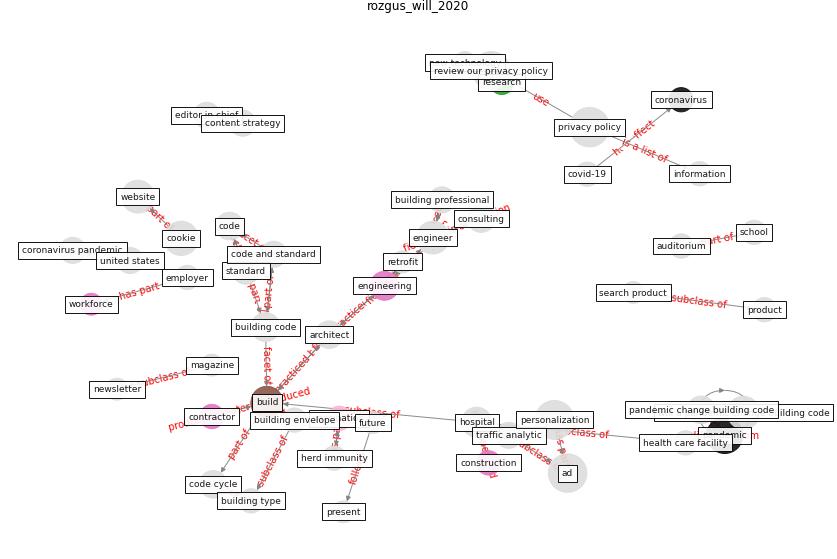 rozgus_will_2020
new technology
review our privacy policy
research
use
coronavirus
editor in chief
content strategy
privacy policy
effect
is a list of
covid-19
information
website
building professional
part of
code
consulting
cookie
engineer
school
coronavirus pandemic
code and standard
auditorium
part of
united states
retrofit
standard
employer
engineering
workforce
has part
search product
subclass of
product
building code
architect
facet of
practiced by
magazine
newsletter
subclass of
build
contractor
building envelope
future
subclass of
hospital
personalization
pandemic change building code
building code
traffic analytic
pandemic
health care facility
part of
subclass of
herd immunity
construction
ad
code cycle
building type
present